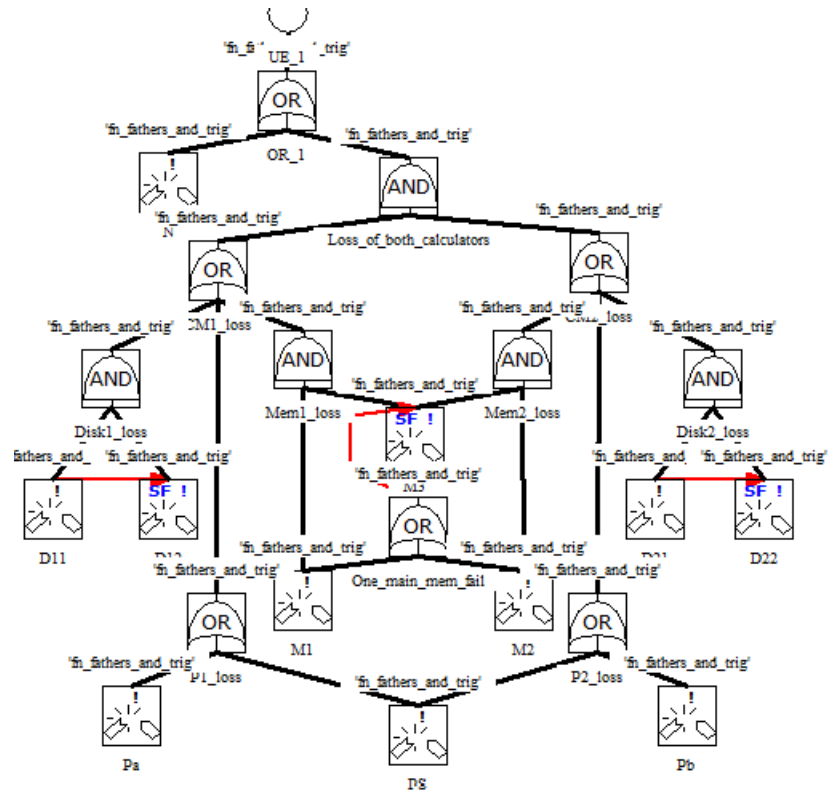 UE_1
OR
'fn_fathers_and_trig' 'fn_fathers_and_trig'
OR_1
!
AND
'fn_fathers_and_trig' 'fn_fathers_and_trig'
N
Loss_of_both_calculators
OR OR
'fn_fathers_and_trig' 'fn_fathers_and_trig' 'fn_fathers_and_trig' 'fn_fathers_and_trig'
CM1_loss
AND AND AND AND
'fn_fathers_and_trig'
Disk1_loss Mem1_loss SF ! Mem2_loss Disk2_loss
'fn_fathers_and_trig' 'fn_fathers_and_trig' 'fn_fathers_and_trig'
M3
! SF ! ! SF !
OR
D11 D22
'fn_fathers_and_trig' 'fn_fathers_and_trig'
One_main_mem_fail
'fn_fathers_and_trig' ! ! 'fn_fathers_and_trig'
OR OR
M1 M2
'fn_fathers_and_trig' P1_loss P2_loss 'fn_fathers_and_trig'
'fn_fathers_and_trig'
! ! !
Pa PS Pb